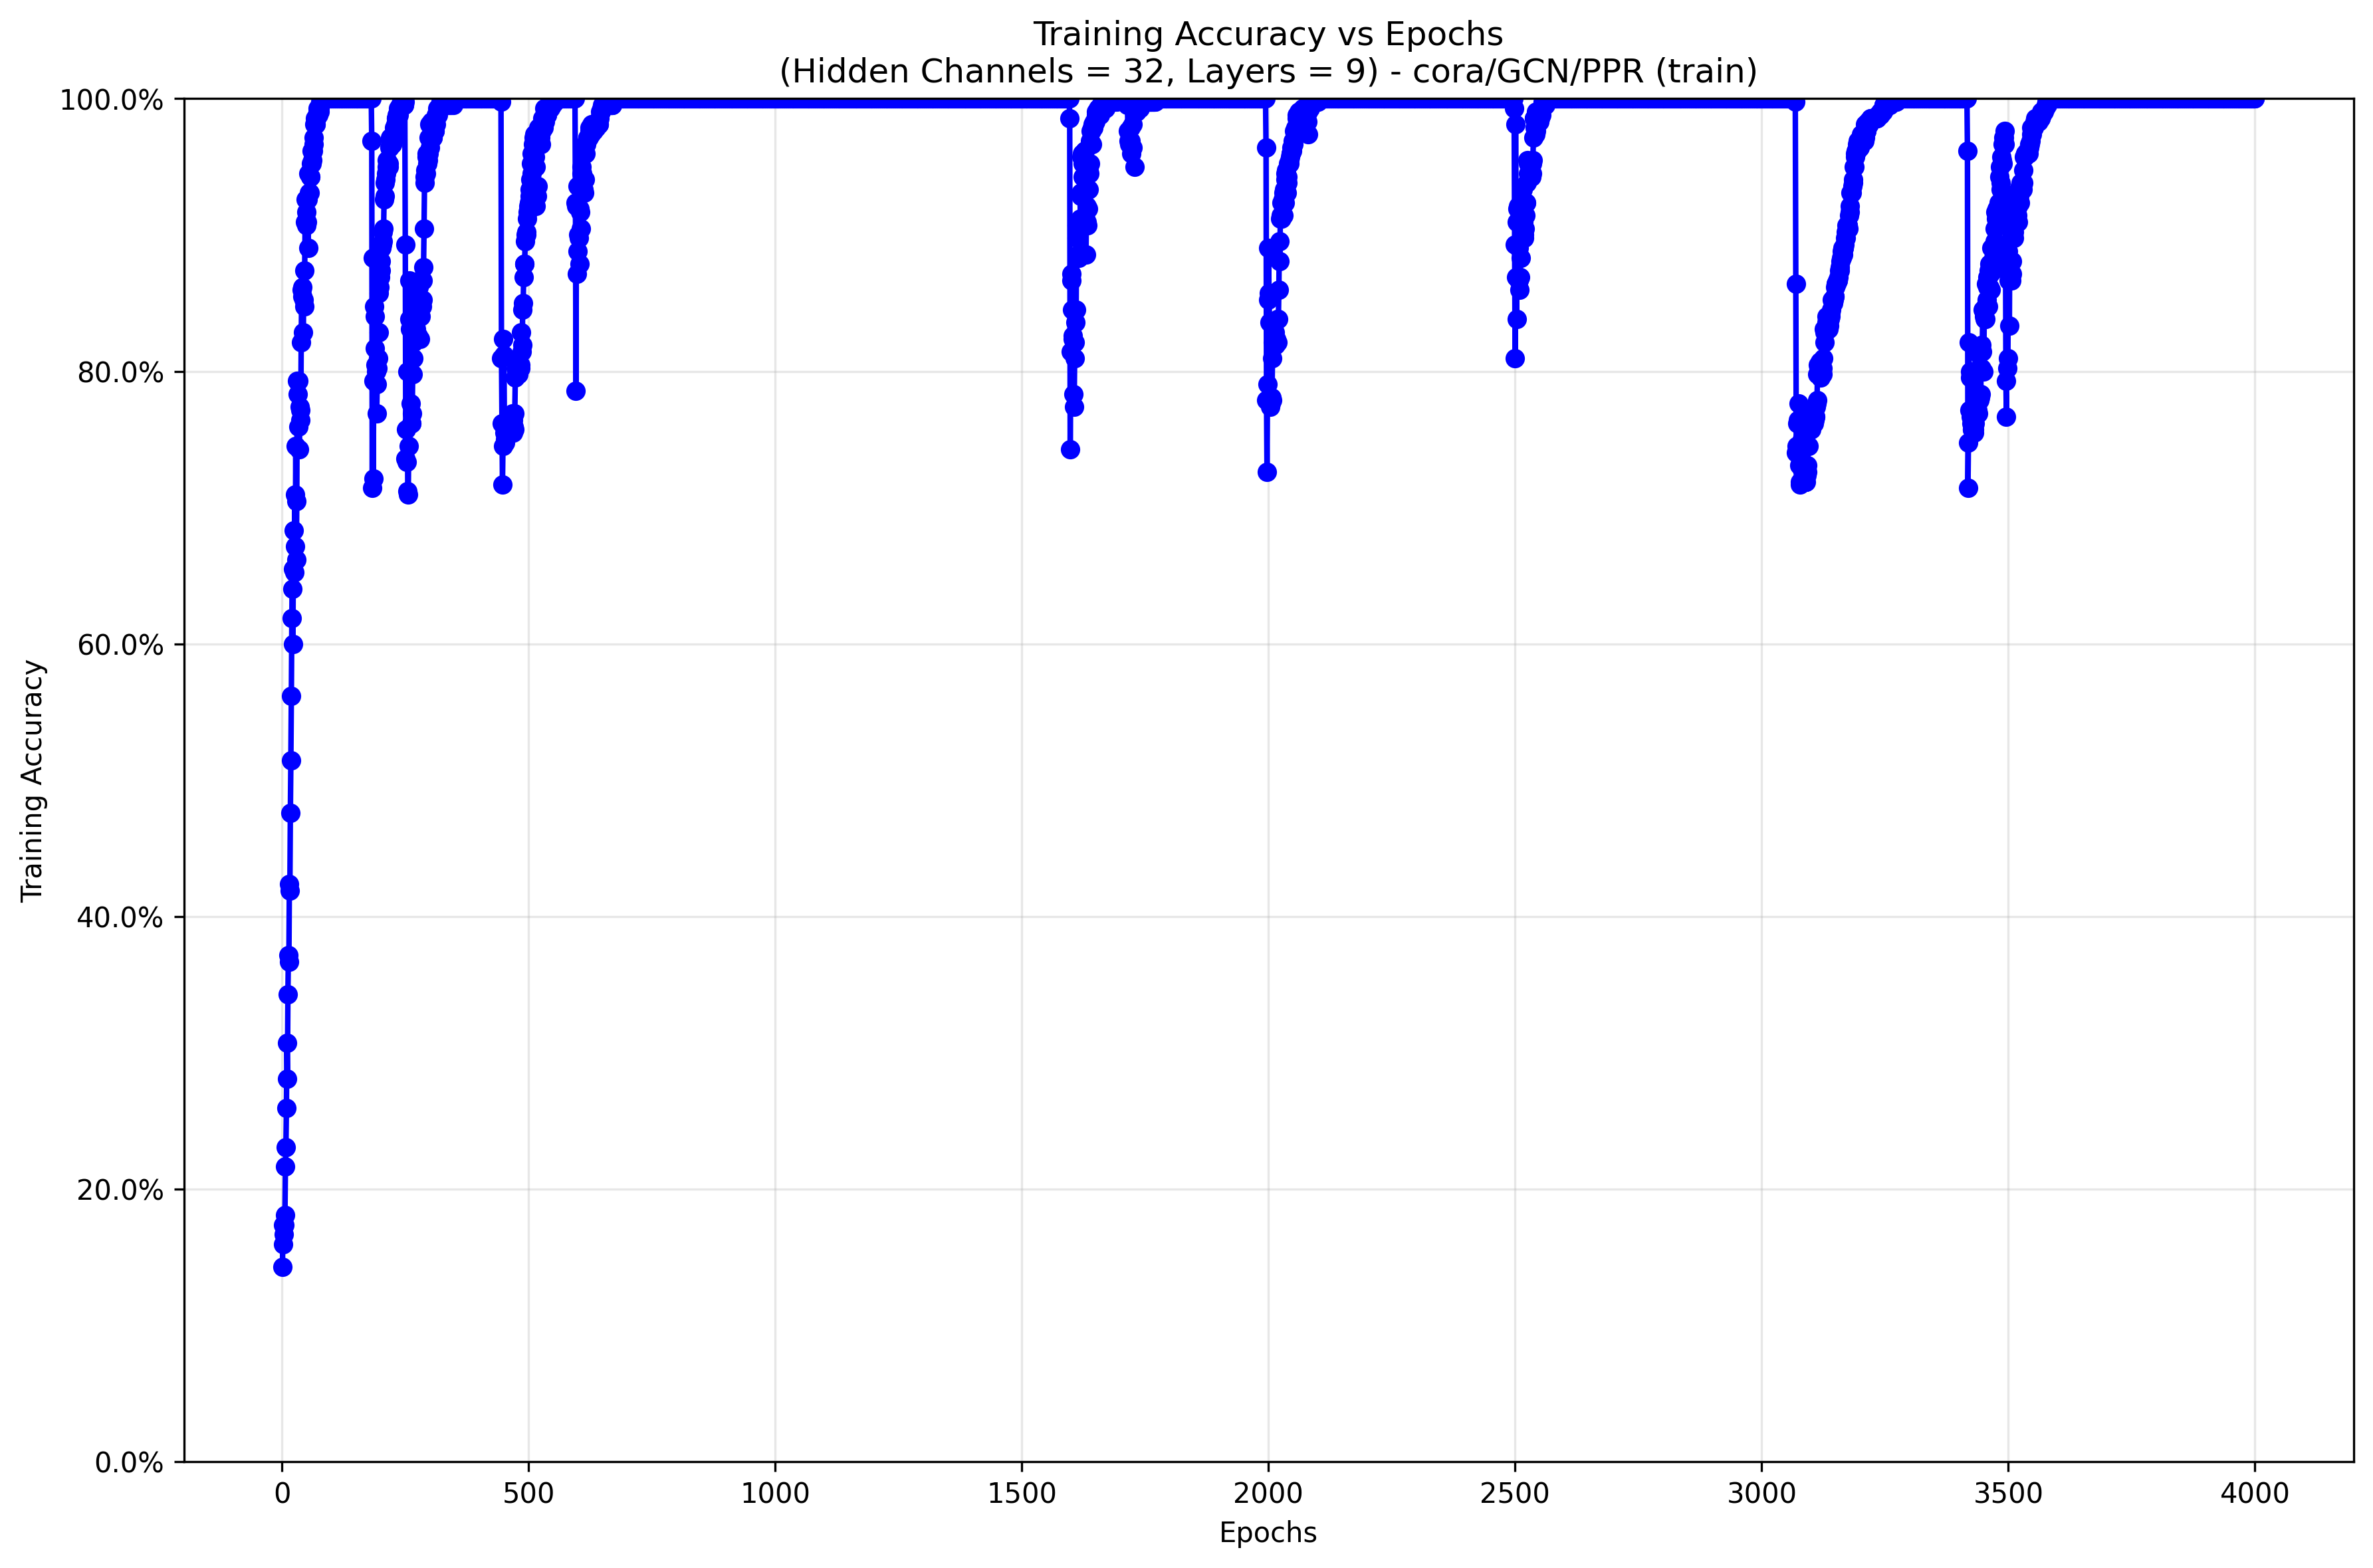 Training Accuracy vs Epochs
(Hidden Channels = 32, Layers = 9) - cora/GCN/PPR (train)
100.0%
80.0%
60.0%
40.0%
20.0%
0.0%
Training Accuracy
0 500 1000 1500 2000 2500 3000 3500 4000
Epochs